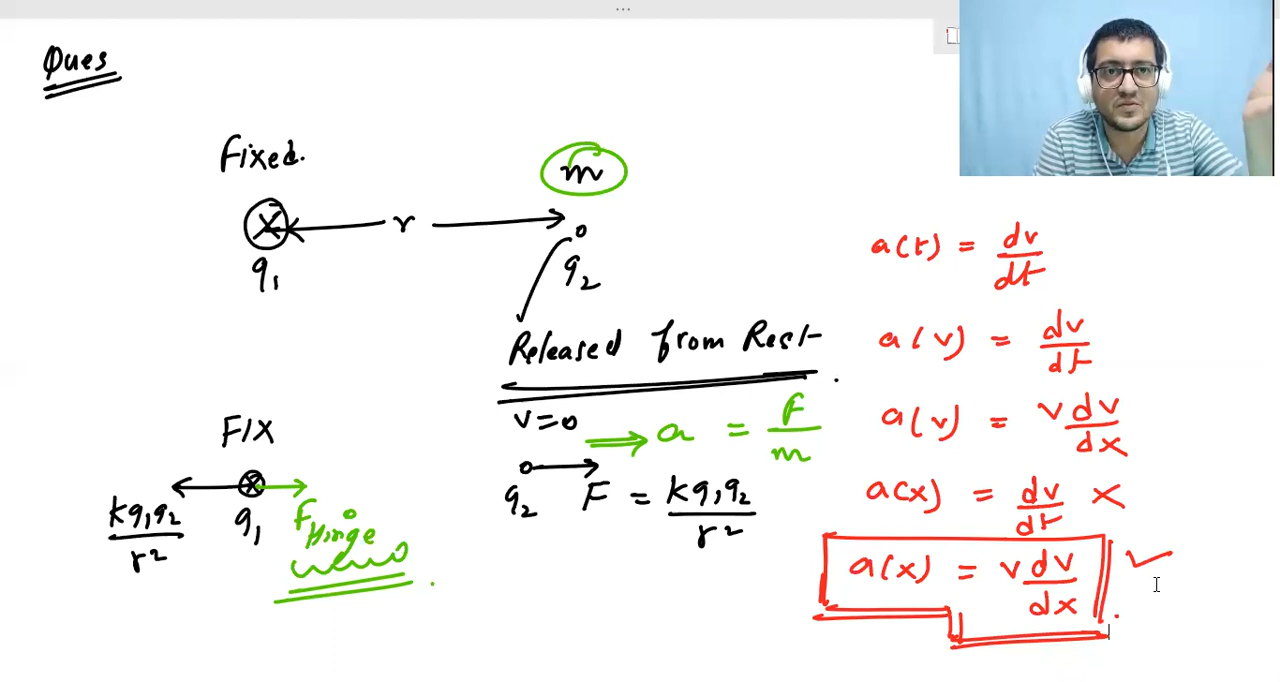 Ques
Fixed.
m
r
q₁
q₂
Released from Rest.
v=0
⟹ a = F/m
q₂
F = kq₁q₂/r²
FIX
kq₁q₂/r²
q₁
F Hinge
a(t) = dv/dt
a(v) = dv/dt
a(v) = v dv/dx
a(x) = dv/dt ×
a(x) = v dv/dx ✓